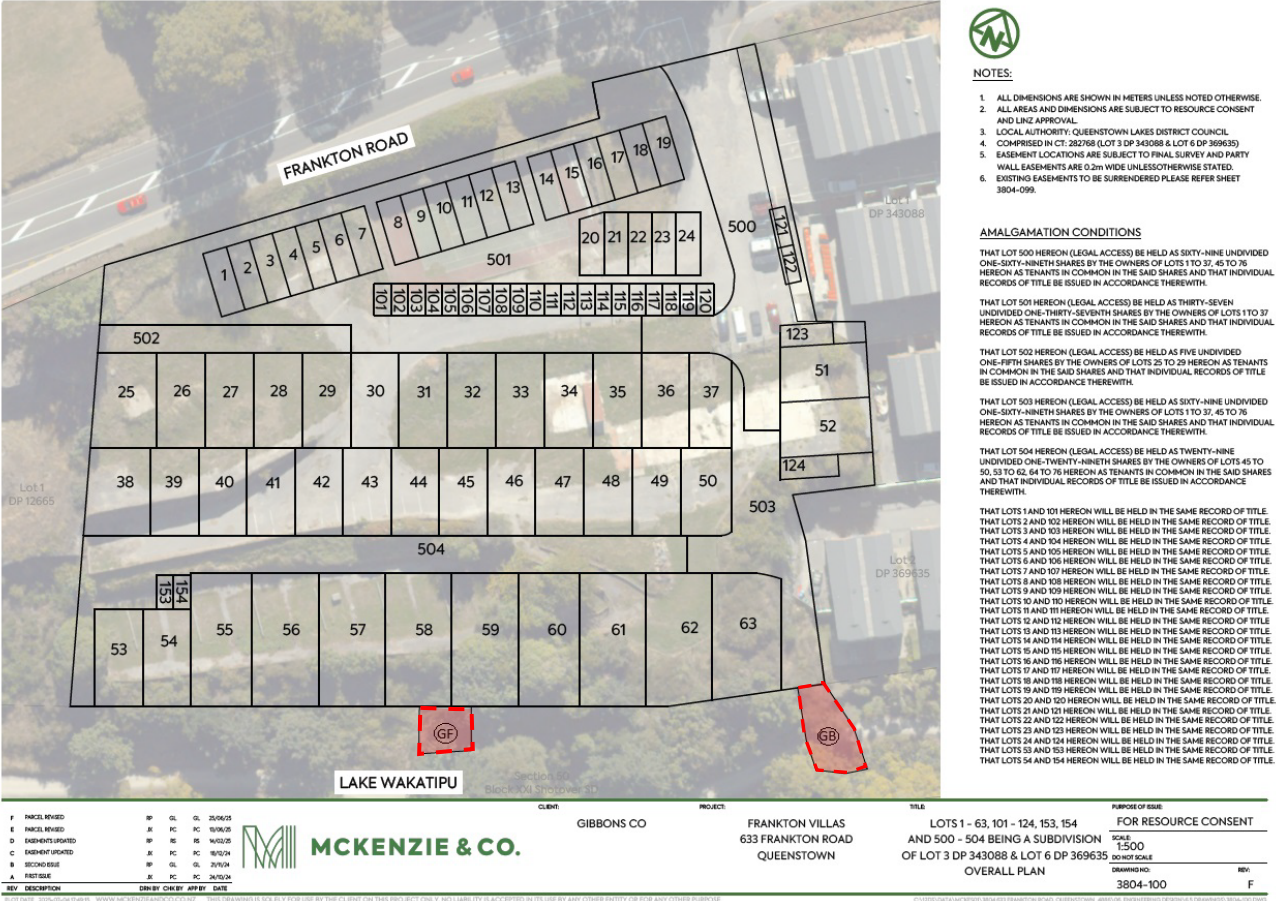 FRANKTON ROAD
1
2
3
4
5
6
7
8
9
10
11
12
13
14
15
16
17
18
19
20
21
22
23
24
500
501
121
122
Lot 1
DP 343088
101
102
103
104
105
106
107
108
109
110
111
112
113
114
115
116
117
118
119
120
502
123
25
26
27
28
29
30
31
32
33
34
35
36
37
51
52
38
39
40
41
42
43
44
45
46
47
48
49
50
124
Lot 1
DP 12665
503
504
DP 369635
153
154
53
54
55
56
57
58
59
60
61
62
63
GF
GB
LAKE WAKATIPU
NOTES:
1. ALL DIMENSIONS ARE SHOWN IN METERS UNLESS NOTED OTHERWISE.
2. ALL AREAS AND DIMENSIONS ARE SUBJECT TO RESOURCE CONSENT
AND LINZ APPROVAL.
3. LOCAL AUTHORITY: QUEENSTOWN LAKES DISTRICT COUNCIL
4. COMPRISED IN CT: 282768 (LOT 3 DP 343088 & LOT 6 DP 369635)
5. EASEMENT LOCATIONS ARE SUBJECT TO FINAL SURVEY AND PARTY
WALL EASEMENTS ARE 0.2m WIDE UNLESSOTHERWISE STATED.
6. EXISTING EASEMENTS TO BE SURRENDERED PLEASE REFER SHEET
3804-099.
AMALGAMATION CONDITIONS
THAT LOT 500 HEREON (LEGAL ACCESS) BE HELD AS SIXTY-NINE UNDIVIDED
ONE-SIXTY-NINETH SHARES BY THE OWNERS OF LOTS 1 TO 37, 45 TO 76
HEREON AS TENANTS IN COMMON IN THE SAID SHARES AND THAT INDIVIDUAL
RECORDS OF TITLE BE ISSUED IN ACCORDANCE THEREWITH.
THAT LOT 501 HEREON (LEGAL ACCESS) BE HELD AS THIRTY-SEVEN
UNDIVIDED ONE-THIRTY-SEVENTH SHARES BY THE OWNERS OF LOTS 1 TO 37
HEREON AS TENANTS IN COMMON IN THE SAID SHARES AND THAT INDIVIDUAL
RECORDS OF TITLE BE ISSUED IN ACCORDANCE THEREWITH.
THAT LOT 502 HEREON (LEGAL ACCESS) BE HELD AS FIVE UNDIVIDED
ONE-FIFTH SHARES BY THE OWNERS OF LOTS 25 TO 29 HEREON AS TENANTS
IN COMMON IN THE SAID SHARES AND THAT INDIVIDUAL RECORDS OF TITLE
BE ISSUED IN ACCORDANCE THEREWITH.
THAT LOT 503 HEREON (LEGAL ACCESS) BE HELD AS SIXTY-NINE UNDIVIDED
ONE-SIXTY-NINETH SHARES BY THE OWNERS OF LOTS 1 TO 37, 45 TO 76
HEREON AS TENANTS IN COMMON IN THE SAID SHARES AND THAT INDIVIDUAL
RECORDS OF TITLE BE ISSUED IN ACCORDANCE THEREWITH.
THAT LOT 504 HEREON (LEGAL ACCESS) BE HELD AS TWENTY-NINE
UNDIVIDED ONE-TWENTY-NINETH SHARES BY THE OWNERS OF LOTS 45 TO
50, 53 TO 62, 64 TO 76 HEREON AS TENANTS IN COMMON IN THE SAID SHARES
AND THAT INDIVIDUAL RECORDS OF TITLE BE ISSUED IN ACCORDANCE
THEREWITH.
THAT LOTS 1 AND 101 HEREON WILL BE HELD IN THE SAME RECORD OF TITLE.
THAT LOTS 2 AND 102 HEREON WILL BE HELD IN THE SAME RECORD OF TITLE.
THAT LOTS 3 AND 103 HEREON WILL BE HELD IN THE SAME RECORD OF TITLE.
THAT LOTS 4 AND 104 HEREON WILL BE HELD IN THE SAME RECORD OF TITLE.
THAT LOTS 5 AND 105 HEREON WILL BE HELD IN THE SAME RECORD OF TITLE.
THAT LOTS 6 AND 106 HEREON WILL BE HELD IN THE SAME RECORD OF TITLE.
THAT LOTS 7 AND 107 HEREON WILL BE HELD IN THE SAME RECORD OF TITLE.
THAT LOTS 8 AND 108 HEREON WILL BE HELD IN THE SAME RECORD OF TITLE.
THAT LOTS 9 AND 109 HEREON WILL BE HELD IN THE SAME RECORD OF TITLE.
THAT LOTS 10 AND 110 HEREON WILL BE HELD IN THE SAME RECORD OF TITLE.
THAT LOTS 11 AND 111 HEREON WILL BE HELD IN THE SAME RECORD OF TITLE.
THAT LOTS 12 AND 112 HEREON WILL BE HELD IN THE SAME RECORD OF TITLE
THAT LOTS 13 AND 113 HEREON WILL BE HELD IN THE SAME RECORD OF TITLE.
THAT LOTS 14 AND 114 HEREON WILL BE HELD IN THE SAME RECORD OF TITLE.
THAT LOTS 15 AND 115 HEREON WILL BE HELD IN THE SAME RECORD OF TITLE.
THAT LOTS 16 AND 116 HEREON WILL BE HELD IN THE SAME RECORD OF TITLE.
THAT LOTS 17 AND 117 HEREON WILL BE HELD IN THE SAME RECORD OF TITLE.
THAT LOTS 18 AND 118 HEREON WILL BE HELD IN THE SAME RECORD OF TITLE.
THAT LOTS 19 AND 119 HEREON WILL BE HELD IN THE SAME RECORD OF TITLE.
THAT LOTS 20 AND 120 HEREON WILL BE HELD IN THE SAME RECORD OF TITLE.
THAT LOTS 21 AND 121 HEREON WILL BE HELD IN THE SAME RECORD OF TITLE.
THAT LOTS 22 AND 122 HEREON WILL BE HELD IN THE SAME RECORD OF TITLE.
THAT LOTS 23 AND 123 HEREON WILL BE HELD IN THE SAME RECORD OF TITLE.
THAT LOTS 24 AND 124 HEREON WILL BE HELD IN THE SAME RECORD OF TITLE.
THAT LOTS 53 AND 153 HEREON WILL BE HELD IN THE SAME RECORD OF TITLE.
THAT LOTS 54 AND 154 HEREON WILL BE HELD IN THE SAME RECORD OF TITLE.
F PARCEL REVISED RP GL GL 25/06/25
E PARCEL REVISED JX PC PC 13/06/25
D EASEMENTS UPDATED RP RS RS 14/02/25
C EASEMENT UPDATED JX PC PC 18/12/24
B SECOND ISSUE RP GL GL 21/11/24
A FIRST ISSUE JX PC PC 24/10/24
REV DESCRIPTION DRN BY CHK BY APP BY DATE
MCKENZIE & CO.
CLIENT:
GIBBONS CO
PROJECT:
FRANKTON VILLAS
633 FRANKTON ROAD
QUEENSTOWN
TITLE:
LOTS 1 - 63, 101 - 124, 153, 154
AND 500 - 504 BEING A SUBDIVISION
OF LOT 3 DP 343088 & LOT 6 DP 369635
OVERALL PLAN
PURPOSE OF ISSUE:
FOR RESOURCE CONSENT
SCALE:
1:500
DO NOT SCALE
DRAWING NO:
3804-100
REV:
F